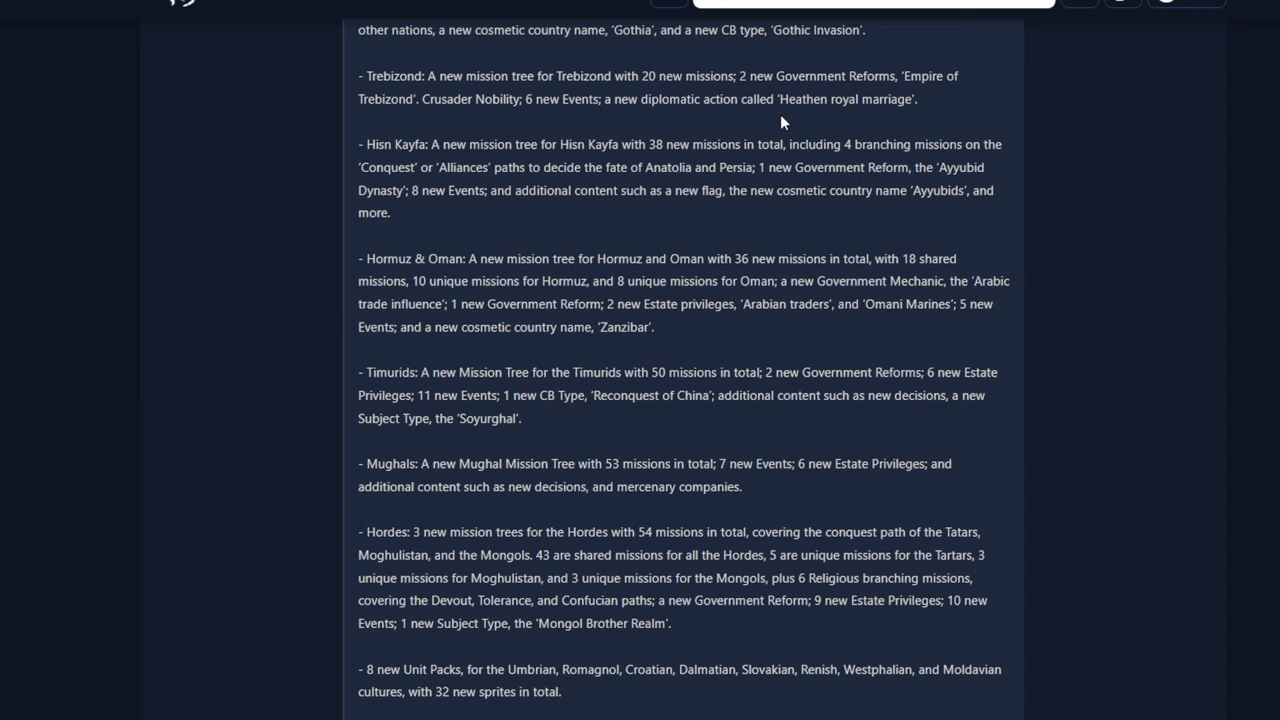 other nations, a new cosmetic country name, ‘Gothia’, and a new CB type, ‘Gothic Invasion’.
- Trebizond: A new mission tree for Trebizond with 20 new missions; 2 new Government Reforms, ‘Empire of
Trebizond’. Crusader Nobility; 6 new Events; a new diplomatic action called ‘Heathen royal marriage’.
- Hisn Kayfa: A new mission tree for Hisn Kayfa with 38 new missions in total, including 4 branching missions on the
‘Conquest’ or ‘Alliances’ paths to decide the fate of Anatolia and Persia; 1 new Government Reform, the ‘Ayyubid
Dynasty’; 8 new Events; and additional content such as a new flag, the new cosmetic country name ‘Ayyubids’, and
more.
- Hormuz & Oman: A new mission tree for Hormuz and Oman with 36 new missions in total, with 18 shared
missions, 10 unique missions for Hormuz, and 8 unique missions for Oman; a new Government Mechanic, the ‘Arabic
trade influence’; 1 new Government Reform; 2 new Estate privileges, ‘Arabian traders’, and ‘Omani Marines’; 5 new
Events; and a new cosmetic country name, ‘Zanzibar’.
- Timurids: A new Mission Tree for the Timurids with 50 missions in total; 2 new Government Reforms; 6 new Estate
Privileges; 11 new Events; 1 new CB Type, ‘Reconquest of China’; additional content such as new decisions, a new
Subject Type, the ‘Soyurghal’.
- Mughals: A new Mughal Mission Tree with 53 missions in total; 7 new Events; 6 new Estate Privileges; and
additional content such as new decisions, and mercenary companies.
- Hordes: 3 new mission trees for the Hordes with 54 missions in total, covering the conquest path of the Tatars,
Moghulistan, and the Mongols. 43 are shared missions for all the Hordes, 5 are unique missions for the Tartars, 3
unique missions for Moghulistan, and 3 unique missions for the Mongols, plus 6 Religious branching missions,
covering the Devout, Tolerance, and Confucian paths; a new Government Reform; 9 new Estate Privileges; 10 new
Events; 1 new Subject Type, the ‘Mongol Brother Realm’.
- 8 new Unit Packs, for the Umbrian, Romagnol, Croatian, Dalmatian, Slovakian, Renish, Westphalian, and Moldavian
cultures, with 32 new sprites in total.